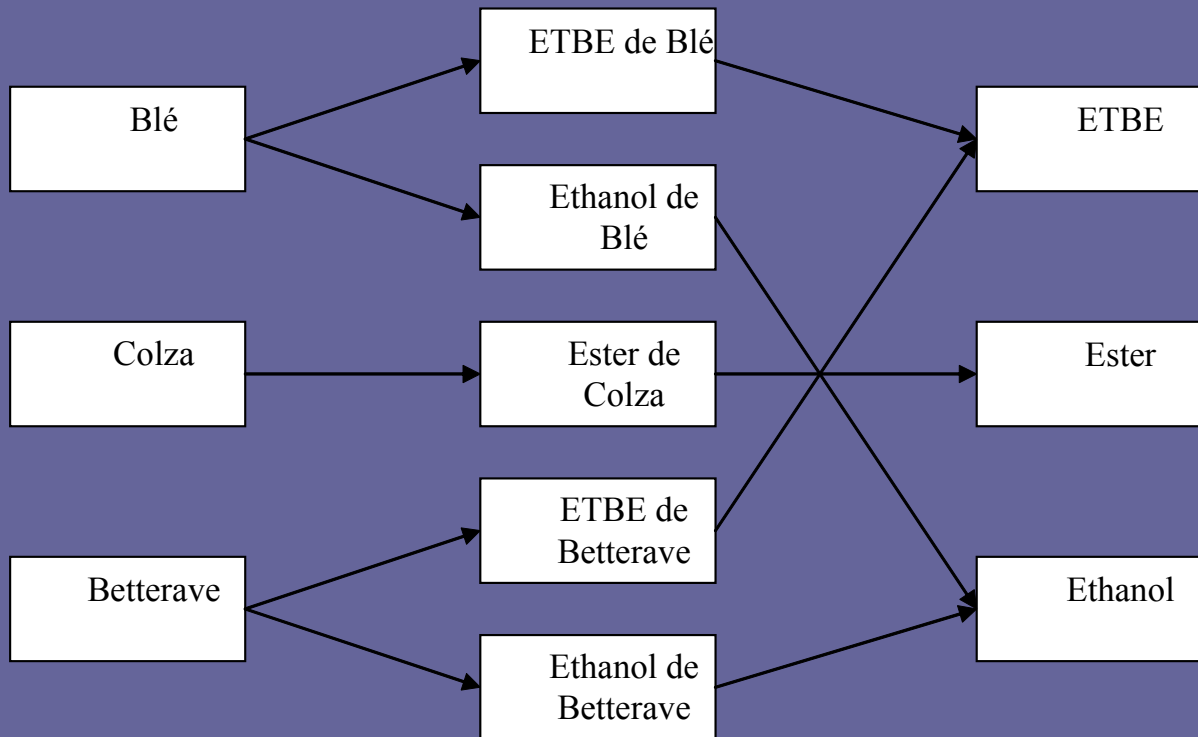 Blé
Colza
Betterave
ETBE de Blé
Ethanol de
Blé
Ester de
Colza
ETBE de
Betterave
Ethanol de
Betterave
ETBE
Ester
Ethanol